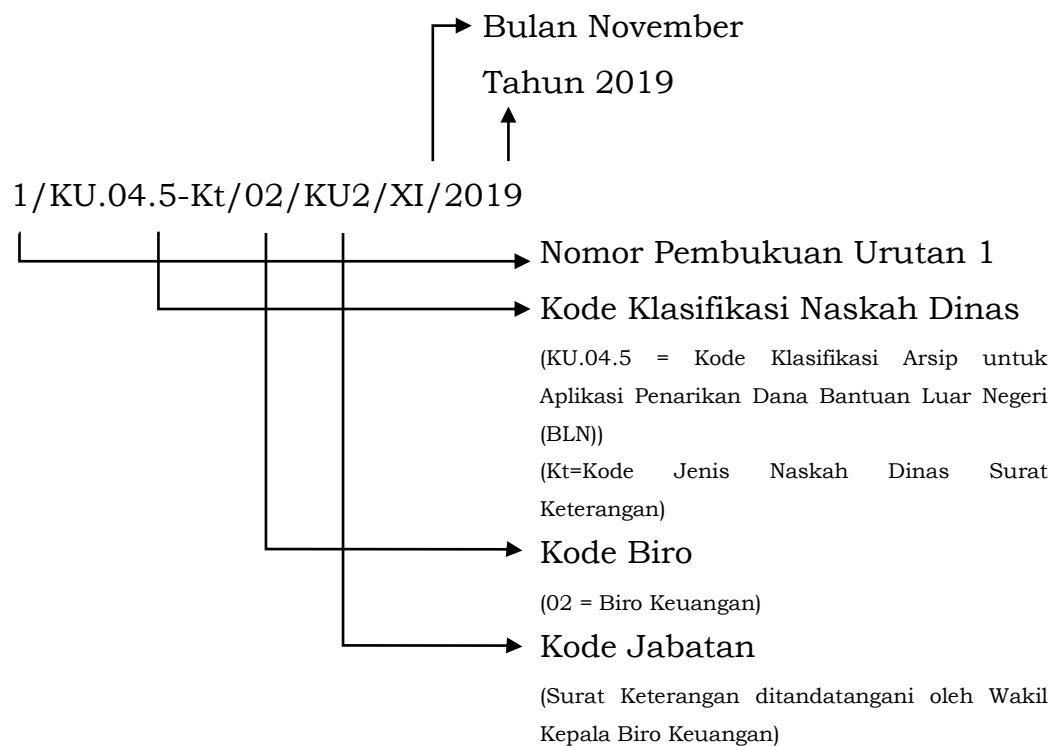 Bulan November
Tahun 2019
1/KU.04.5-Kt/02/KU2/XI/2019
Nomor Pembukuan Urutan 1
Kode Klasifikasi Naskah Dinas
(KU.04.5 = Kode Klasifikasi Arsip untuk
Aplikasi Penarikan Dana Bantuan Luar Negeri
(BLN))
(Kt=Kode Jenis Naskah Dinas Surat
Keterangan)
Kode Biro
(02 = Biro Keuangan)
Kode Jabatan
(Surat Keterangan ditandatangani oleh Wakil
Kepala Biro Keuangan)